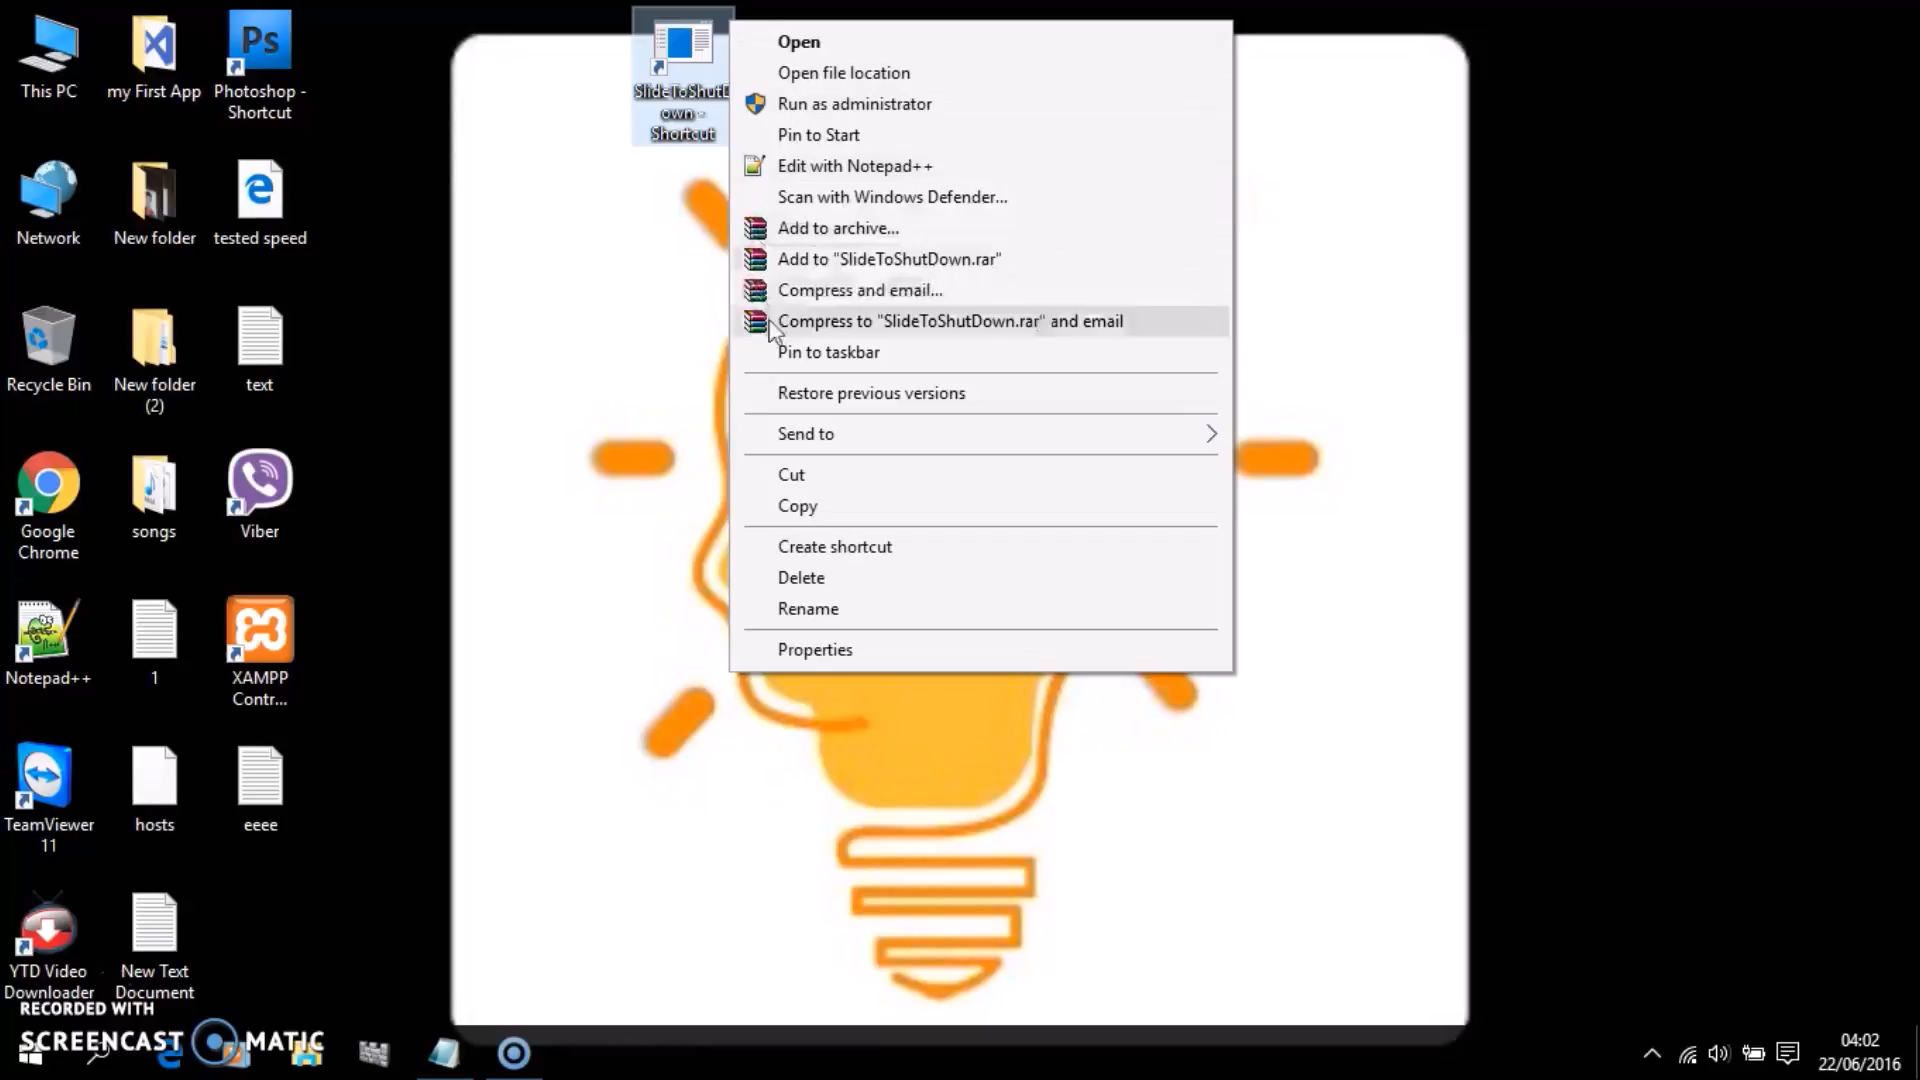 This PC
my First App
Ps
Photoshop -
Shortcut
Network
New folder
tested speed
Recycle Bin
New folder
(2)
text
Google
Chrome
songs
Viber
Notepad++
1
XAMPP
Contr...
TeamViewer
11
hosts
eeee
YTD Video
Downloader
New Text
Document
SlideToShutD
own -
Shortcut
Open
Open file location
Run as administrator
Pin to Start
Edit with Notepad++
Scan with Windows Defender...
Add to archive...
Add to "SlideToShutDown.rar"
Compress and email...
Compress to "SlideToShutDown.rar" and email
Pin to taskbar
Restore previous versions
Send to
Cut
Copy
Create shortcut
Delete
Rename
Properties
RECORDED WITH
SCREENCAST MATIC
04:02
22/06/2016